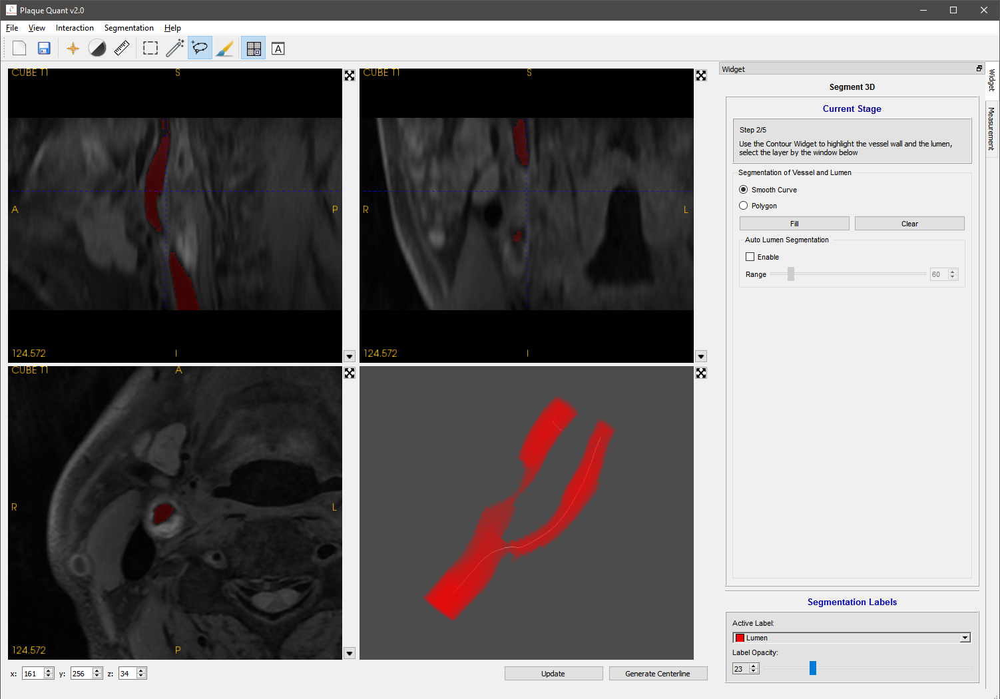 Plaque Quant v2.0
File View Interaction Segmentation Help
A
CUBE T1 S
CUBE T1 S
A P
R L
124.572 I
124.572 I
CUBE T1 A
R L
124.572 P
x: 161 y: 256 z: 34
Update Generate Centerline
Widget
Widget
Measurement
Segment 3D
Current Stage
Step 2/5
Use the Contour Widget to highlight the vessel wall and the lumen,
select the layer by the window below
Segmentation of Vessel and Lumen
Smooth Curve
Polygon
Fill Clear
Auto Lumen Segmentation
Enable
Range 60
Segmentation Labels
Active Label:
Lumen
Label Opacity:
23